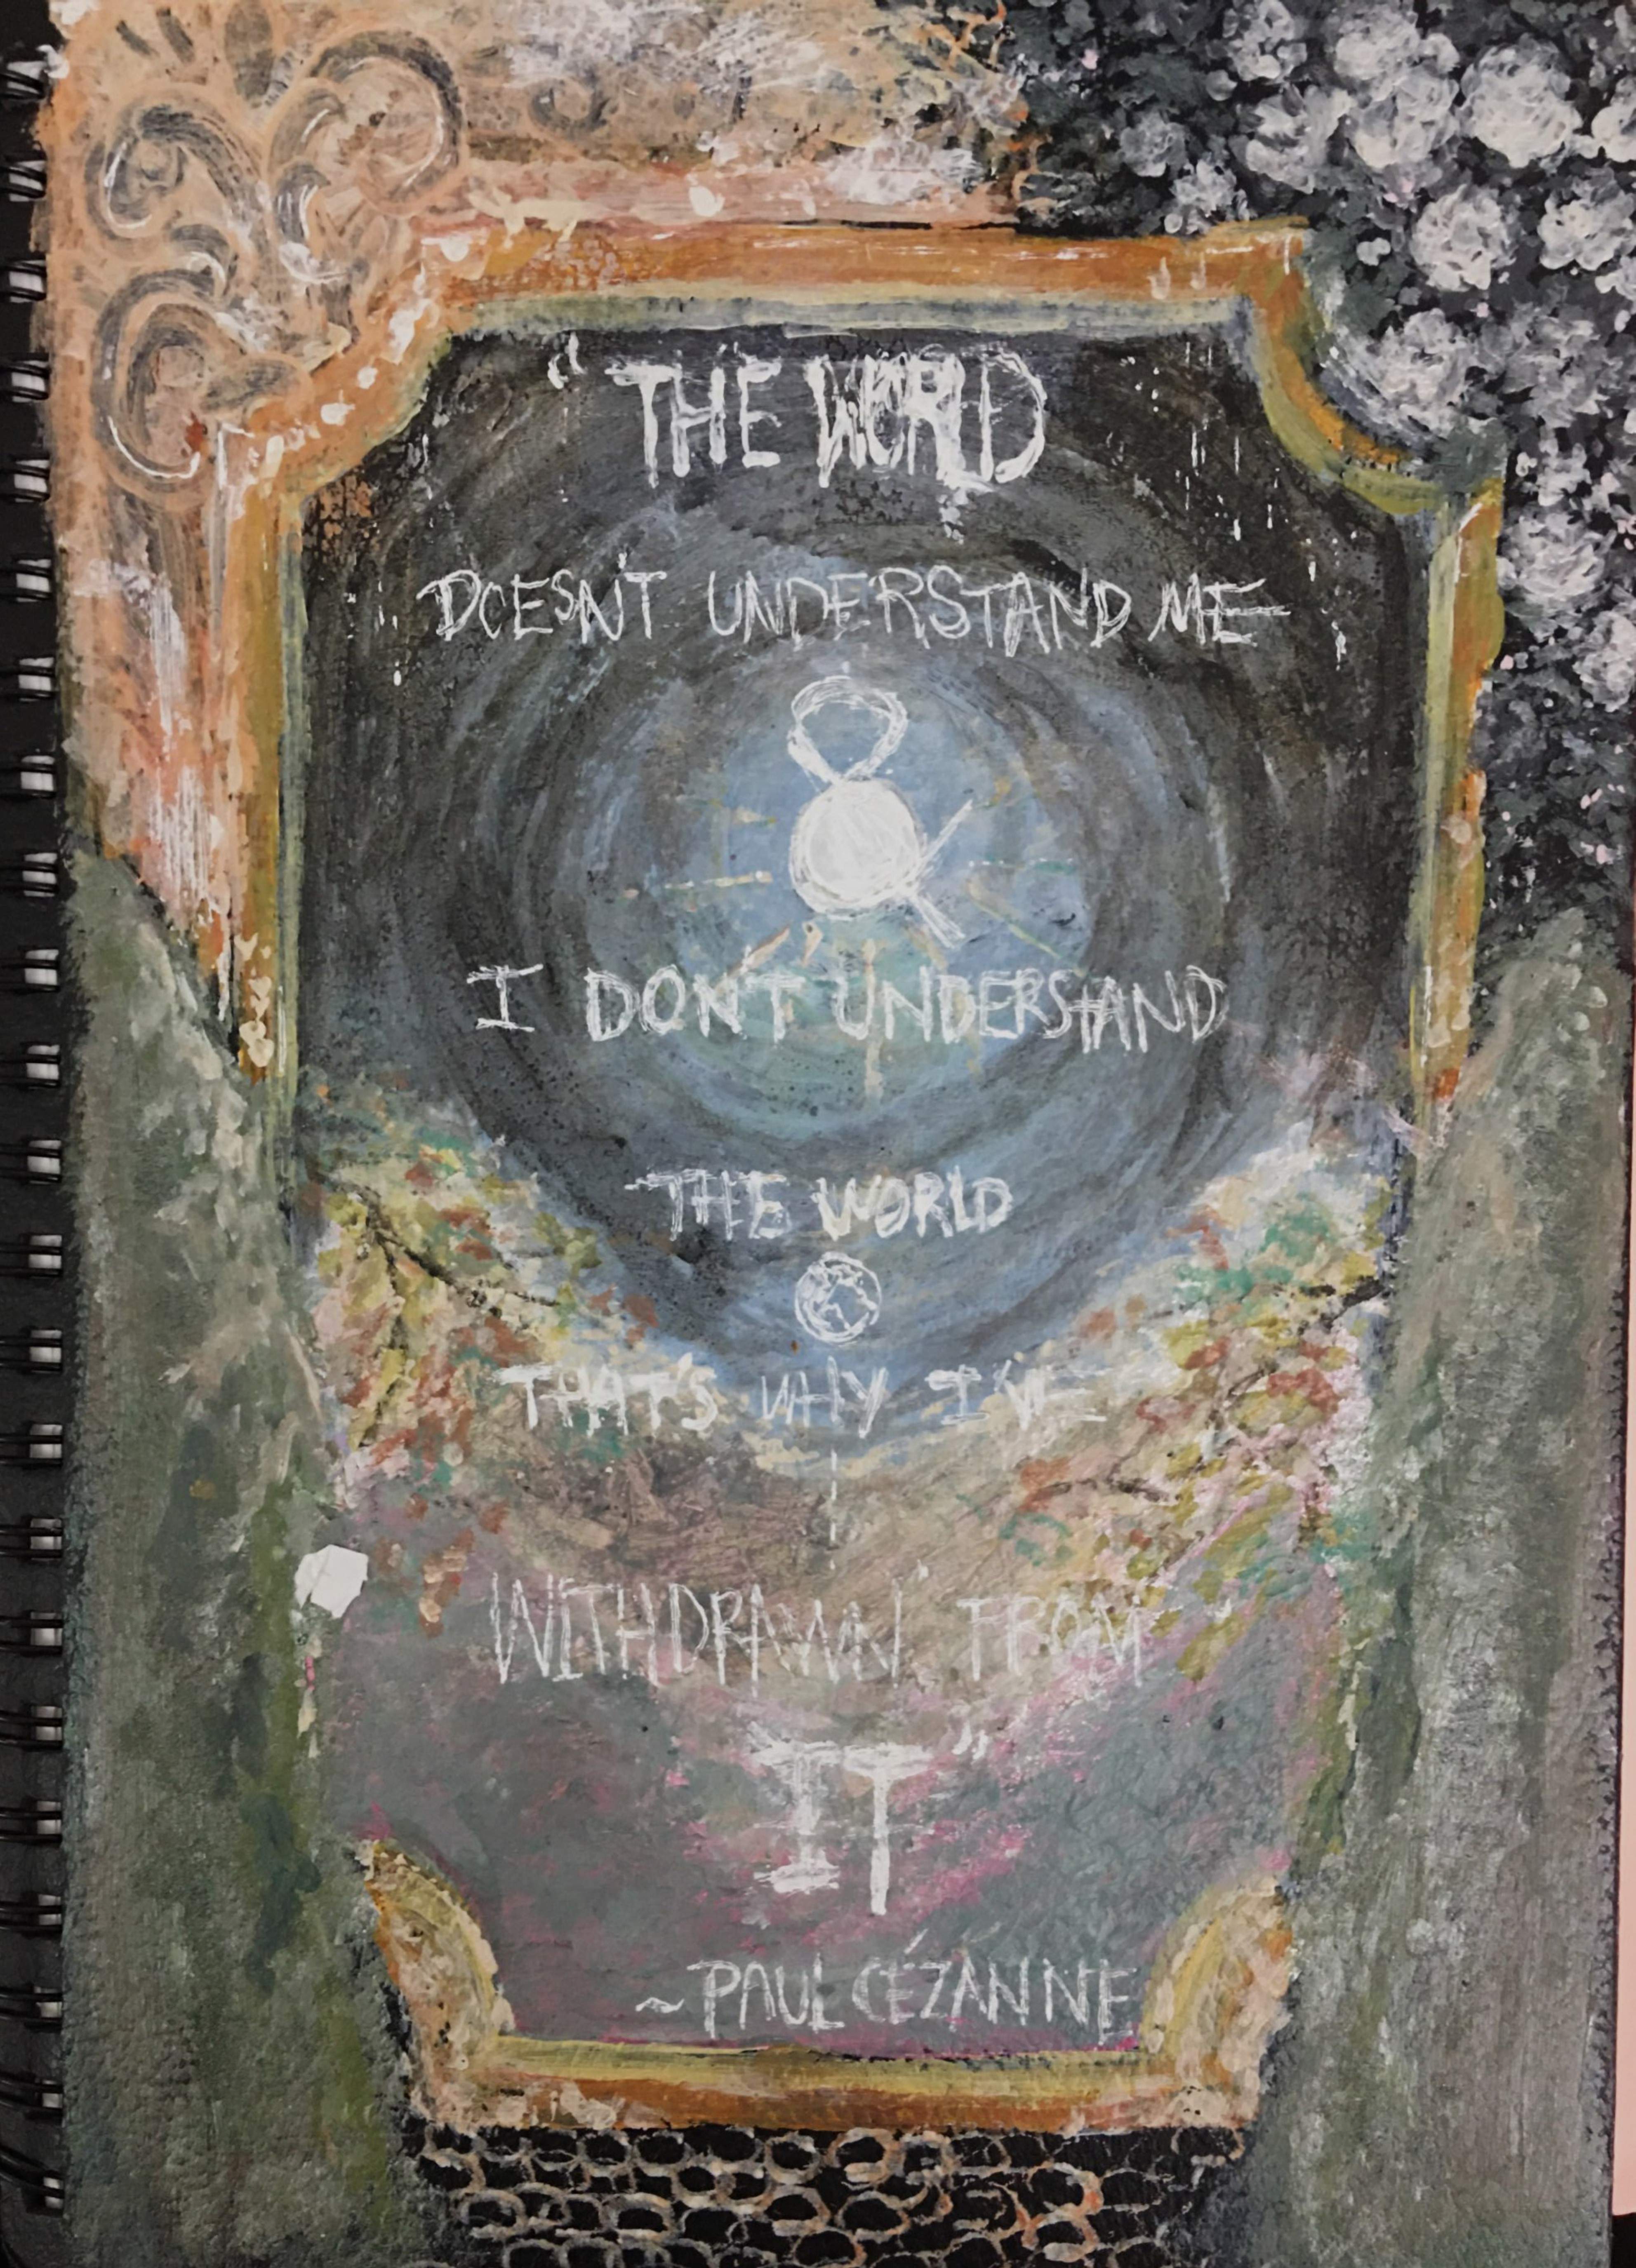 "THE WORLD
DOESN'T UNDERSTAND ME
&
I DON'T UNDERSTAND
THE WORLD
THAT'S WHY I'VE
WITHDRAWN FROM
IT"
~PAUL CÉZANNE